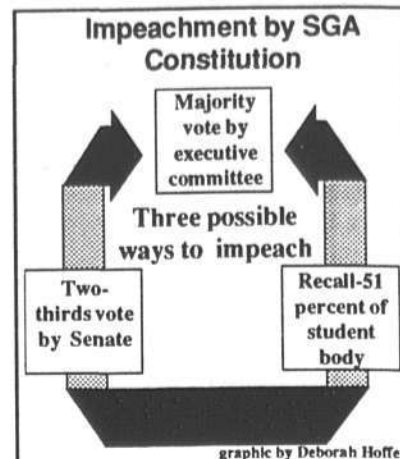 Impeachment by SGA
Constitution
Majority
vote by
executive
committee
Three possible
ways to impeach
Two-
thirds vote
by Senate
Recall-51
percent of
student
body
graphic by Deborah Hoffe